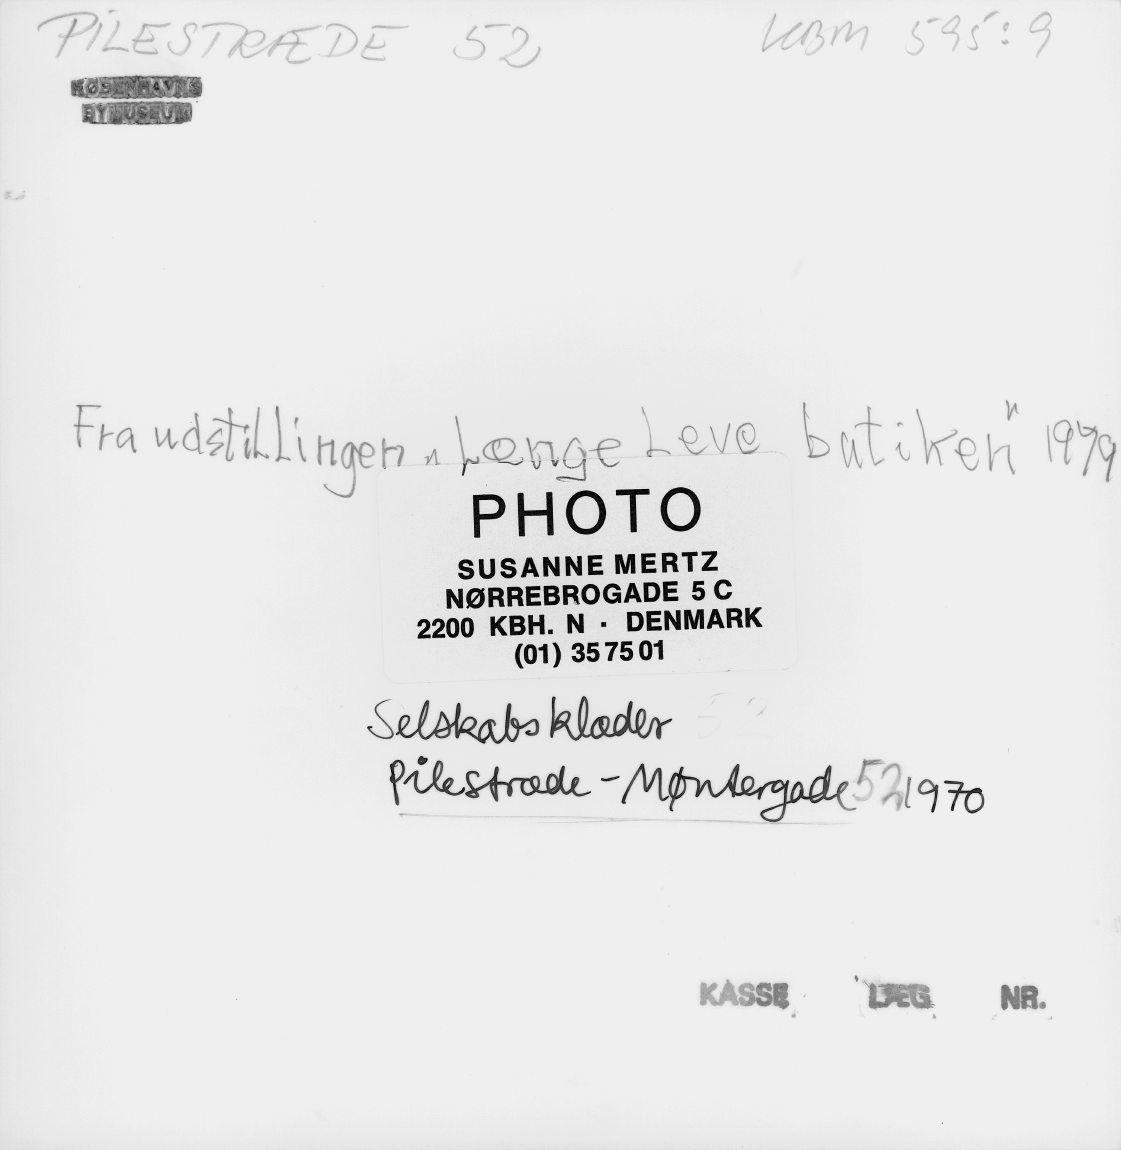 PILESTRÆDE 52 KBM 595:9
KØBENHAVNS
BYMUSEUM
Fra udstillingen "Længe Leve butiken" 1979
PHOTO
SUSANNE MERTZ
NØRREBROGADE 5 C
2200 KBH. N · DENMARK
(01) 35 75 01
Selskabsklæder 52
Pilestræde - Møntergade 52 1970
KASSE LÆG NR.